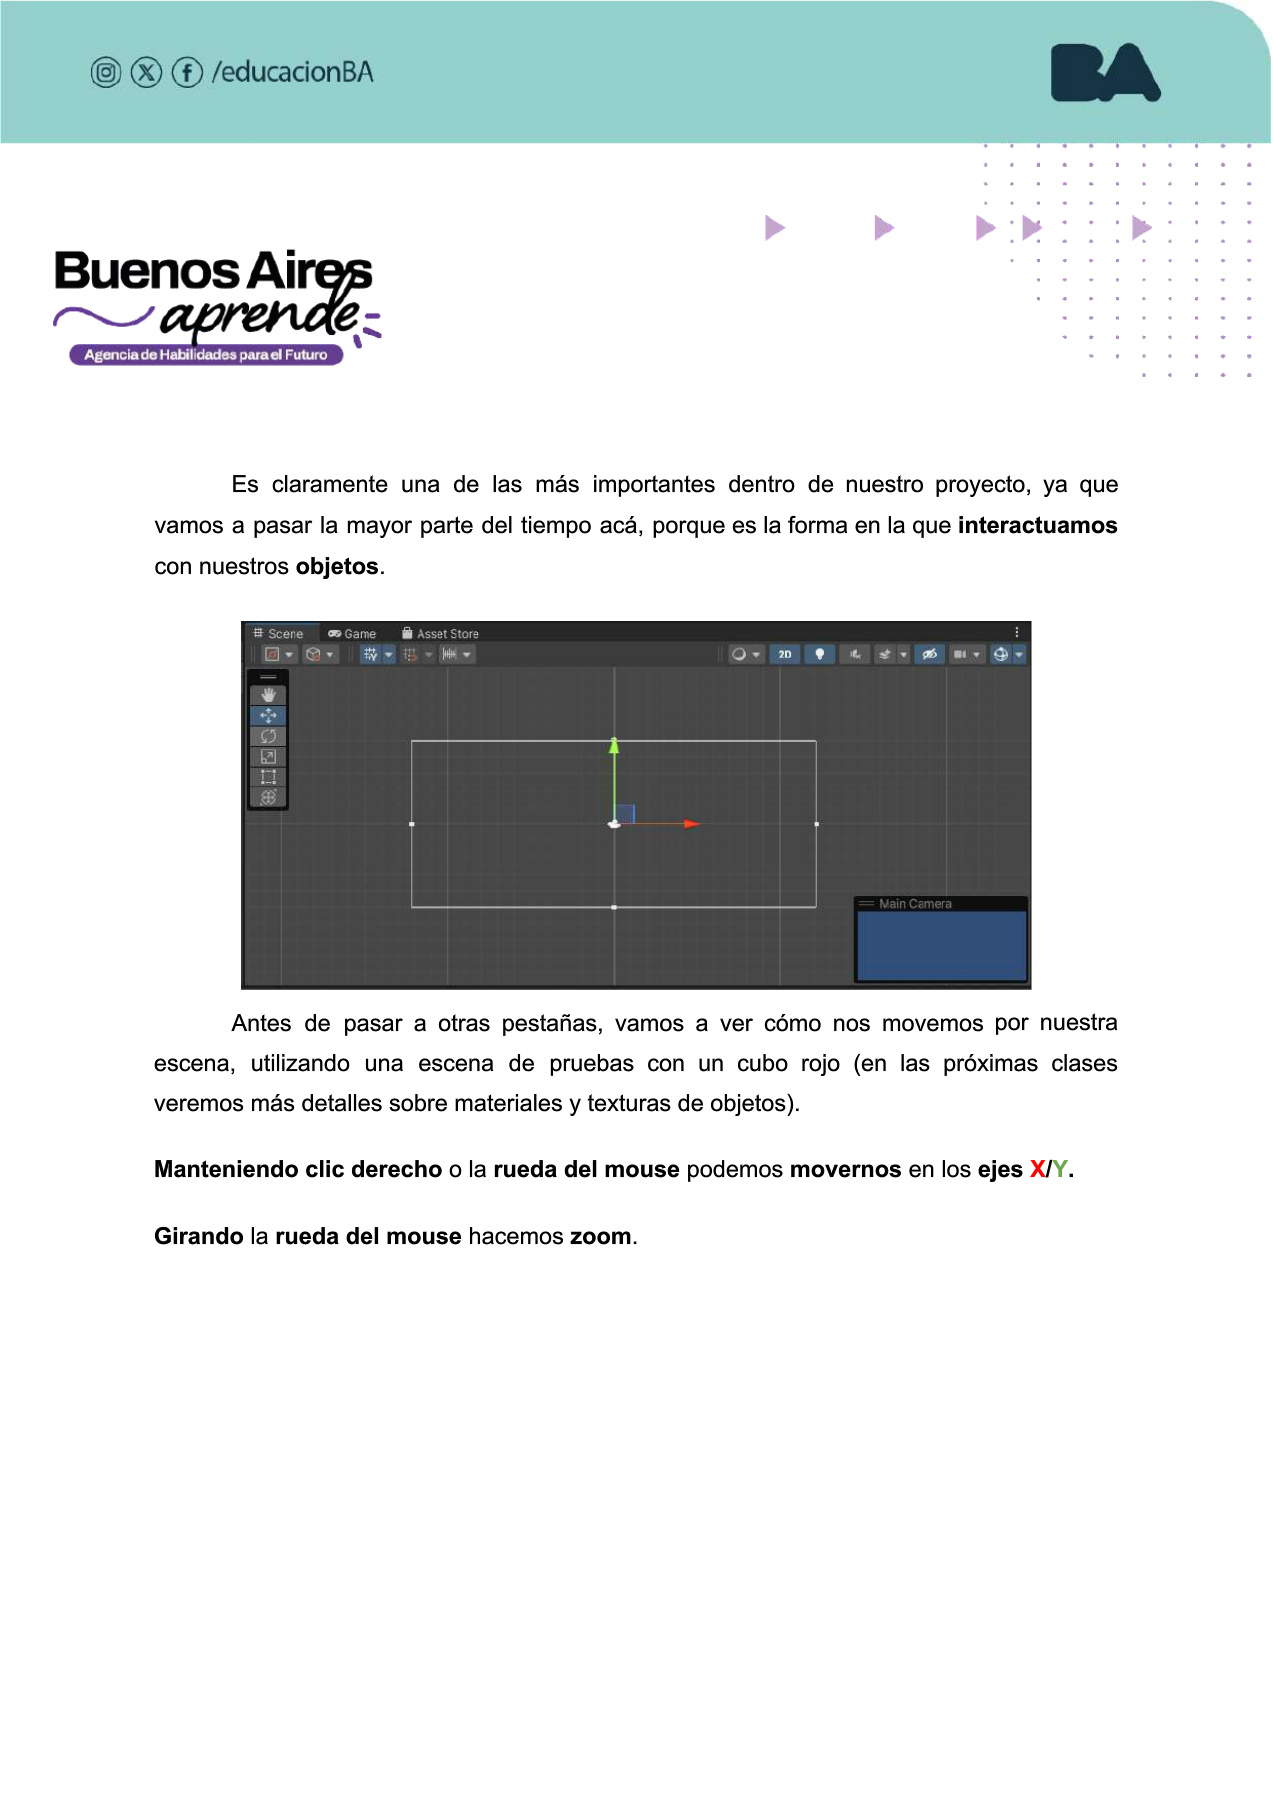 /educacionBA
BA
Buenos Aires
aprende
Agencia de Habilidades para el Futuro
Es claramente una de las más importantes dentro de nuestro proyecto, ya que
vamos a pasar la mayor parte del tiempo acá, porque es la forma en la que interactuamos
con nuestros objetos.
Scene Game Asset Store
2D
Main Camera
Antes de pasar a otras pestañas, vamos a ver cómo nos movemos por nuestra
escena, utilizando una escena de pruebas con un cubo rojo (en las próximas clases
veremos más detalles sobre materiales y texturas de objetos).
Manteniendo clic derecho o la rueda del mouse podemos movernos en los ejes X/Y.
Girando la rueda del mouse hacemos zoom.